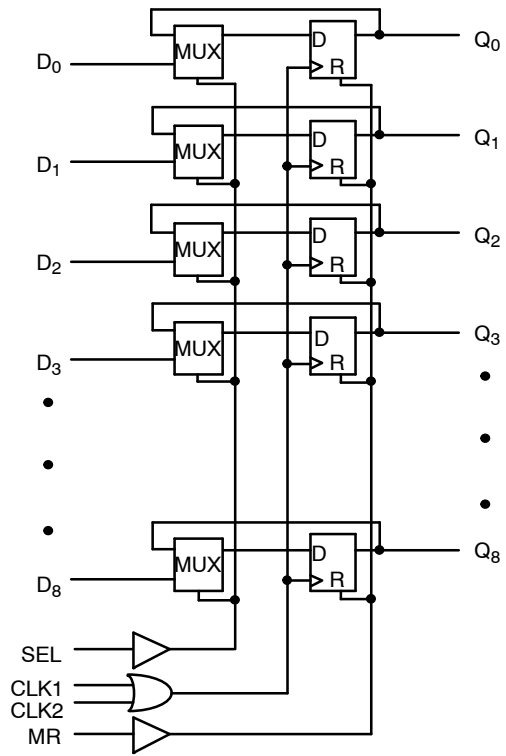 MUX D R
D0 Q0
MUX D R
D1 Q1
MUX D R
D2 Q2
MUX D R
D3 Q3
MUX D R
D8 Q8
SEL
CLK1
CLK2
MR